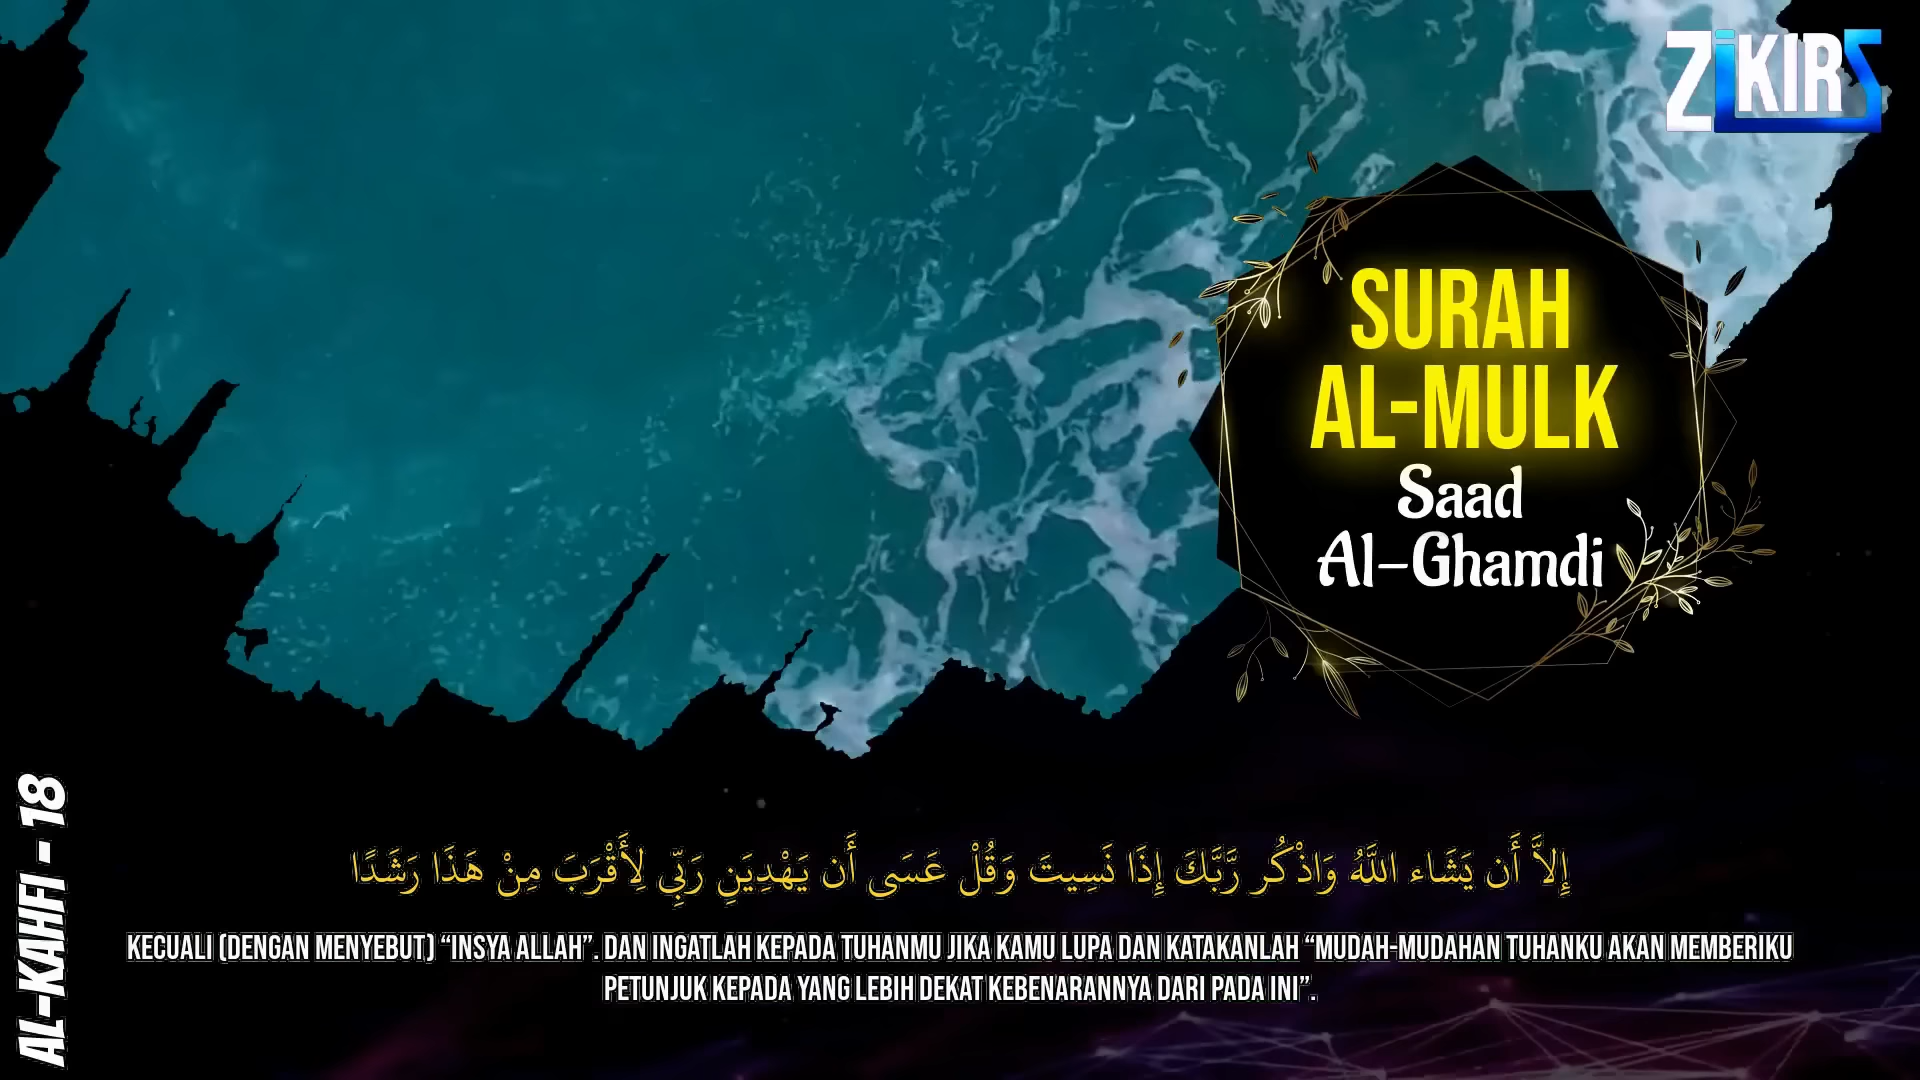 ZiKIRS
SURAH
AL-MULK
Saad
Al-Ghamdi
إِلاَّ أَن يَشَاء اللَّهُ وَاذْكُر رَّبَّكَ إِذَا نَسِيتَ وَقُلْ عَسَى أَن يَهْدِيَنِ رَبِّي لِأَقْرَبَ مِنْ هَذَا رَشَدًا
KECUALI (DENGAN MENYEBUT) “INSYA ALLAH”. DAN INGATLAH KEPADA TUHANMU JIKA KAMU LUPA DAN KATAKANLAH “MUDAH-MUDAHAN TUHANKU AKAN MEMBERIKU
PETUNJUK KEPADA YANG LEBIH DEKAT KEBENARANNYA DARI PADA INI”.
AL-KAHFI - 18